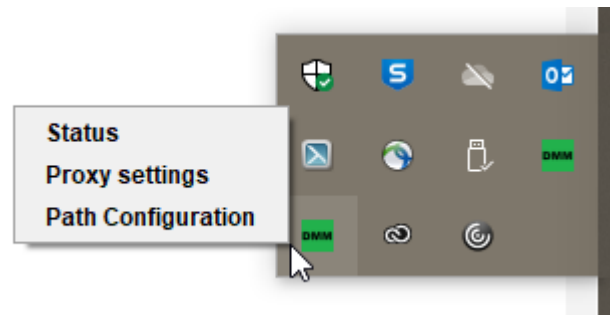 Status
Proxy settings
Path Configuration
S
O
DMM
DMM